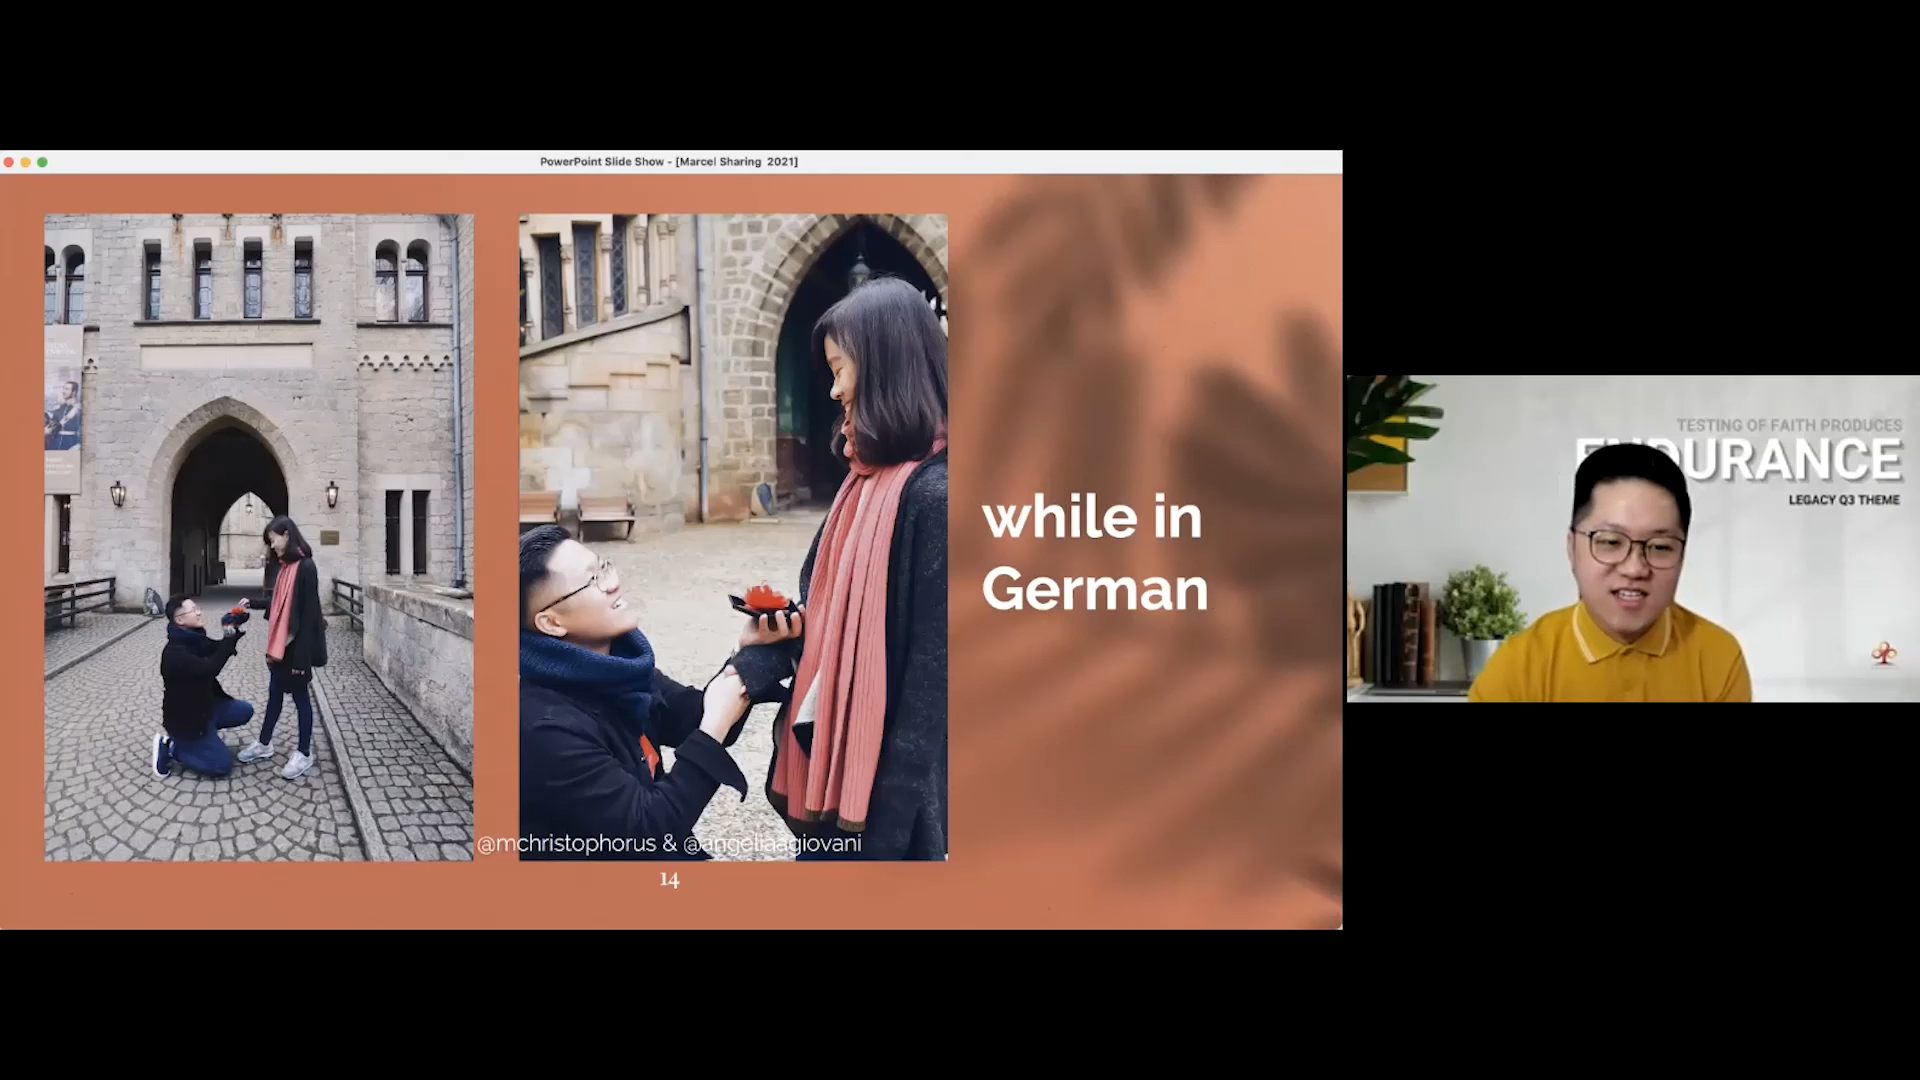 PowerPoint Slide Show - [Marcel Sharing 2021]
while in
German
@mchristophorus & @angeliaagiovani
14
TESTING OF FAITH PRODUCES
ENDURANCE
LEGACY Q3 THEME